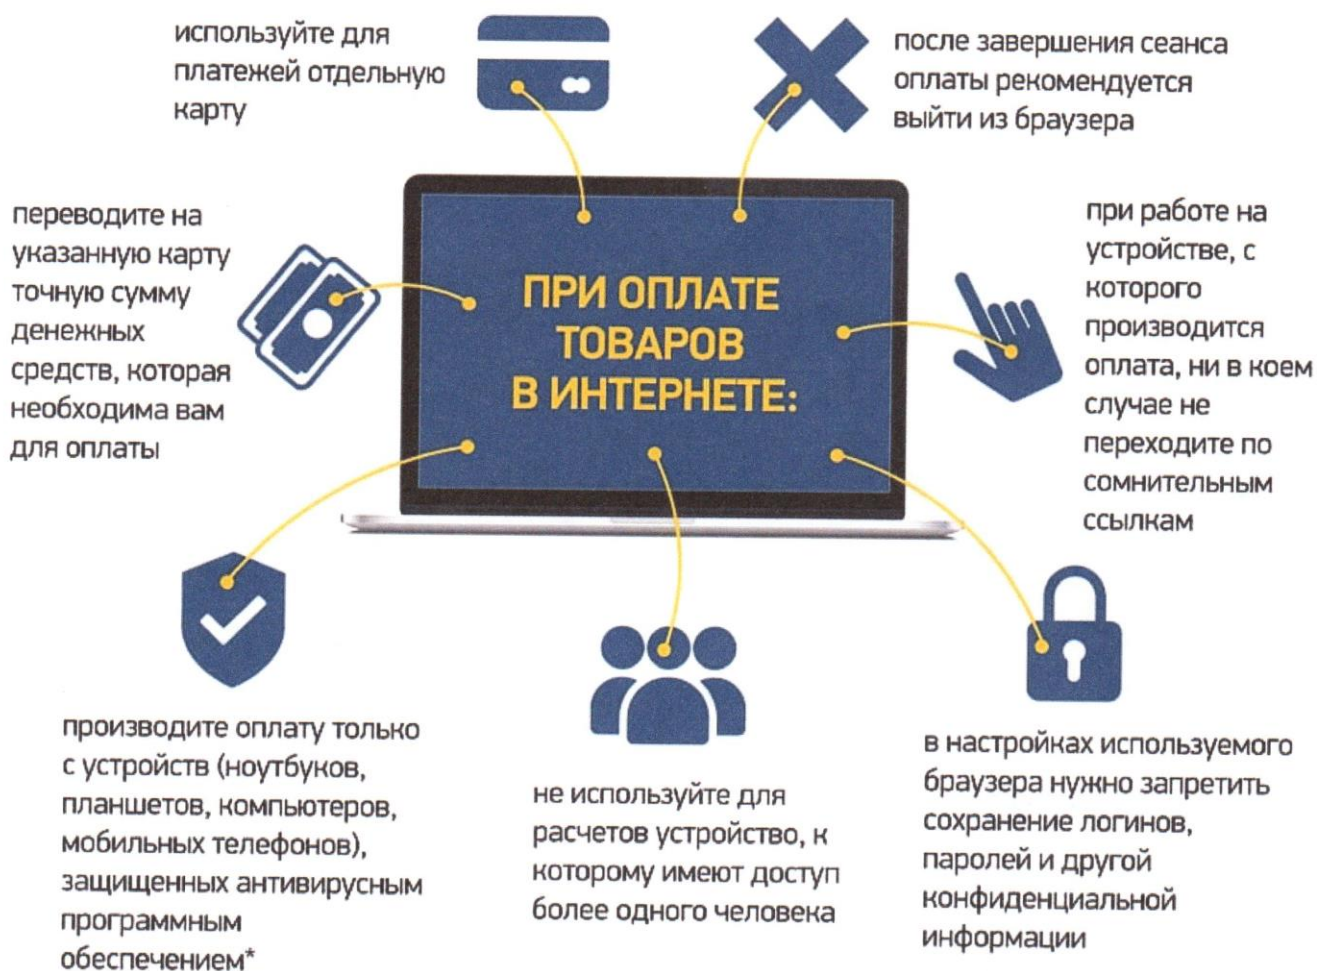 используйте для
платежей отдельную
карту
после завершения сеанса
оплаты рекомендуется
выйти из браузера
переводите на
указанную карту
точную сумму
денежных
средств, которая
необходима вам
для оплаты
ПРИ ОПЛАТЕ
ТОВАРОВ
В ИНТЕРНЕТЕ:
при работе на
устройстве, с
которого
производится
оплата, ни в коем
случае не
переходите по
сомнительным
ссылкам
производите оплату только
с устройств (ноутбуков,
планшетов, компьютеров,
мобильных телефонов),
защищенных антивирусным
программным
обеспечением*
не используйте для
расчетов устройство, к
которому имеют доступ
более одного человека
в настройках используемого
браузера нужно запретить
сохранение логинов,
паролей и другой
конфиденциальной
информации